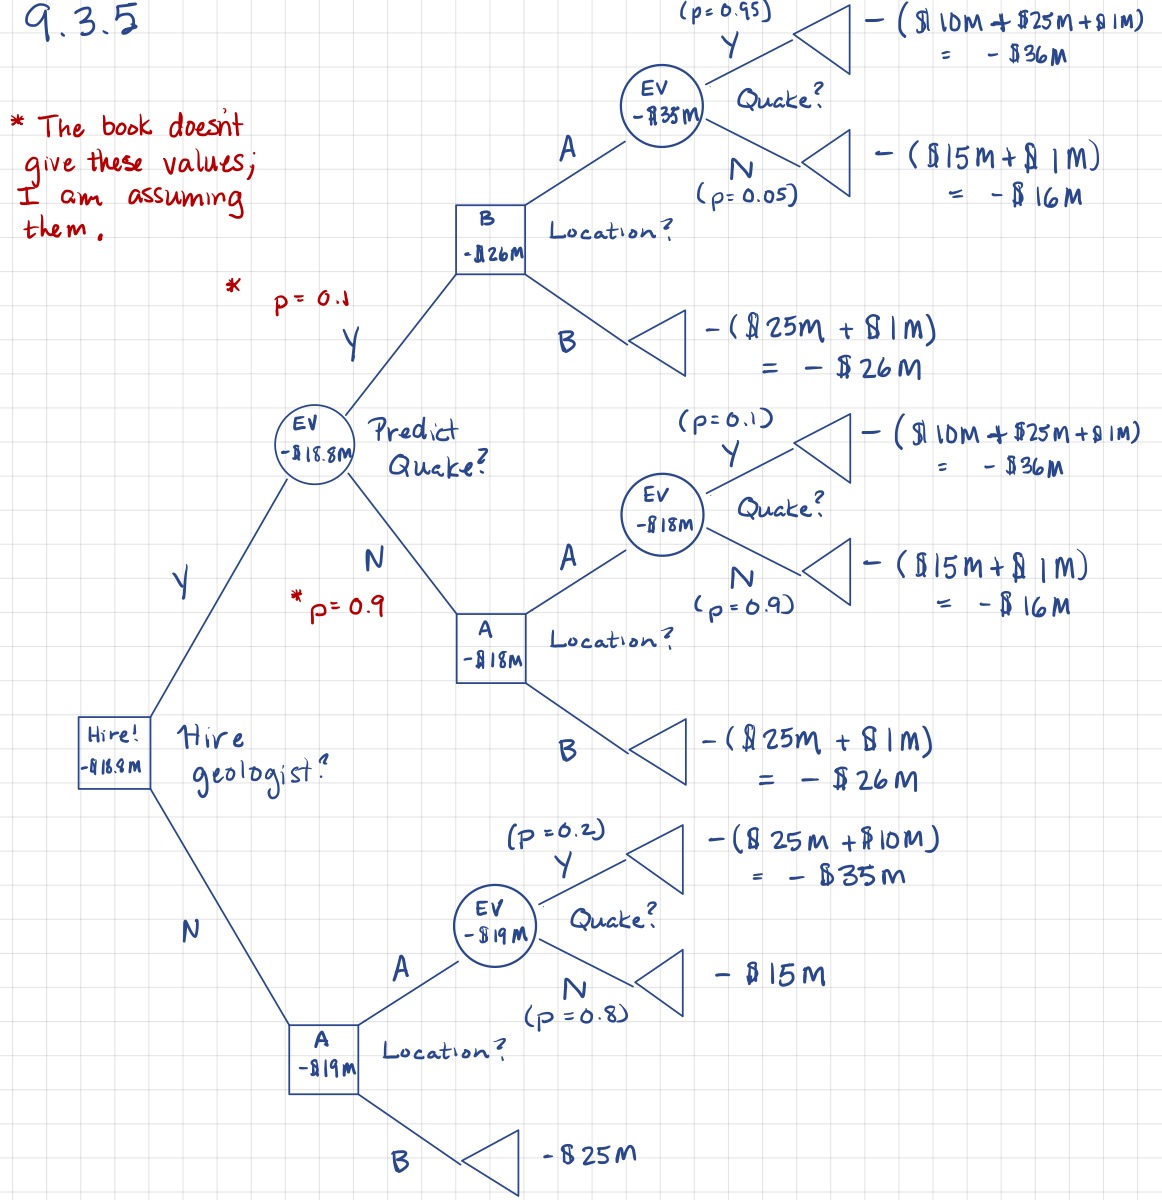 9.3.5
* The book doesn't
give these values;
I am assuming
them.
(p=0.95)
Y
-($10M+$25M+$1M)
= -$36M
EV
-$35M
Quake?
A
N
(p=0.05)
-($15M+$1M)
= -$16M
B
-$26M
Location?
B
-($25M + $1M)
= -$26M
* p=0.1
Y
EV
-$18.8M
Predict
Quake?
(p=0.1)
Y
-($10M+$25M+$1M)
= -$36M
EV
-$18M
Quake?
A
N
(p=0.9)
-($15M+$1M)
= -$16M
N
* p=0.9
A
-$18M
Location?
B
-($25M + $1M)
= -$26M
Y
Hire!
-$18.8M
Hire
geologist?
N
(p=0.2)
Y
-($25M+$10M)
= -$35M
EV
-$19M
Quake?
A
N
(p=0.8)
-$15M
A
-$19M
Location?
B
-$25M